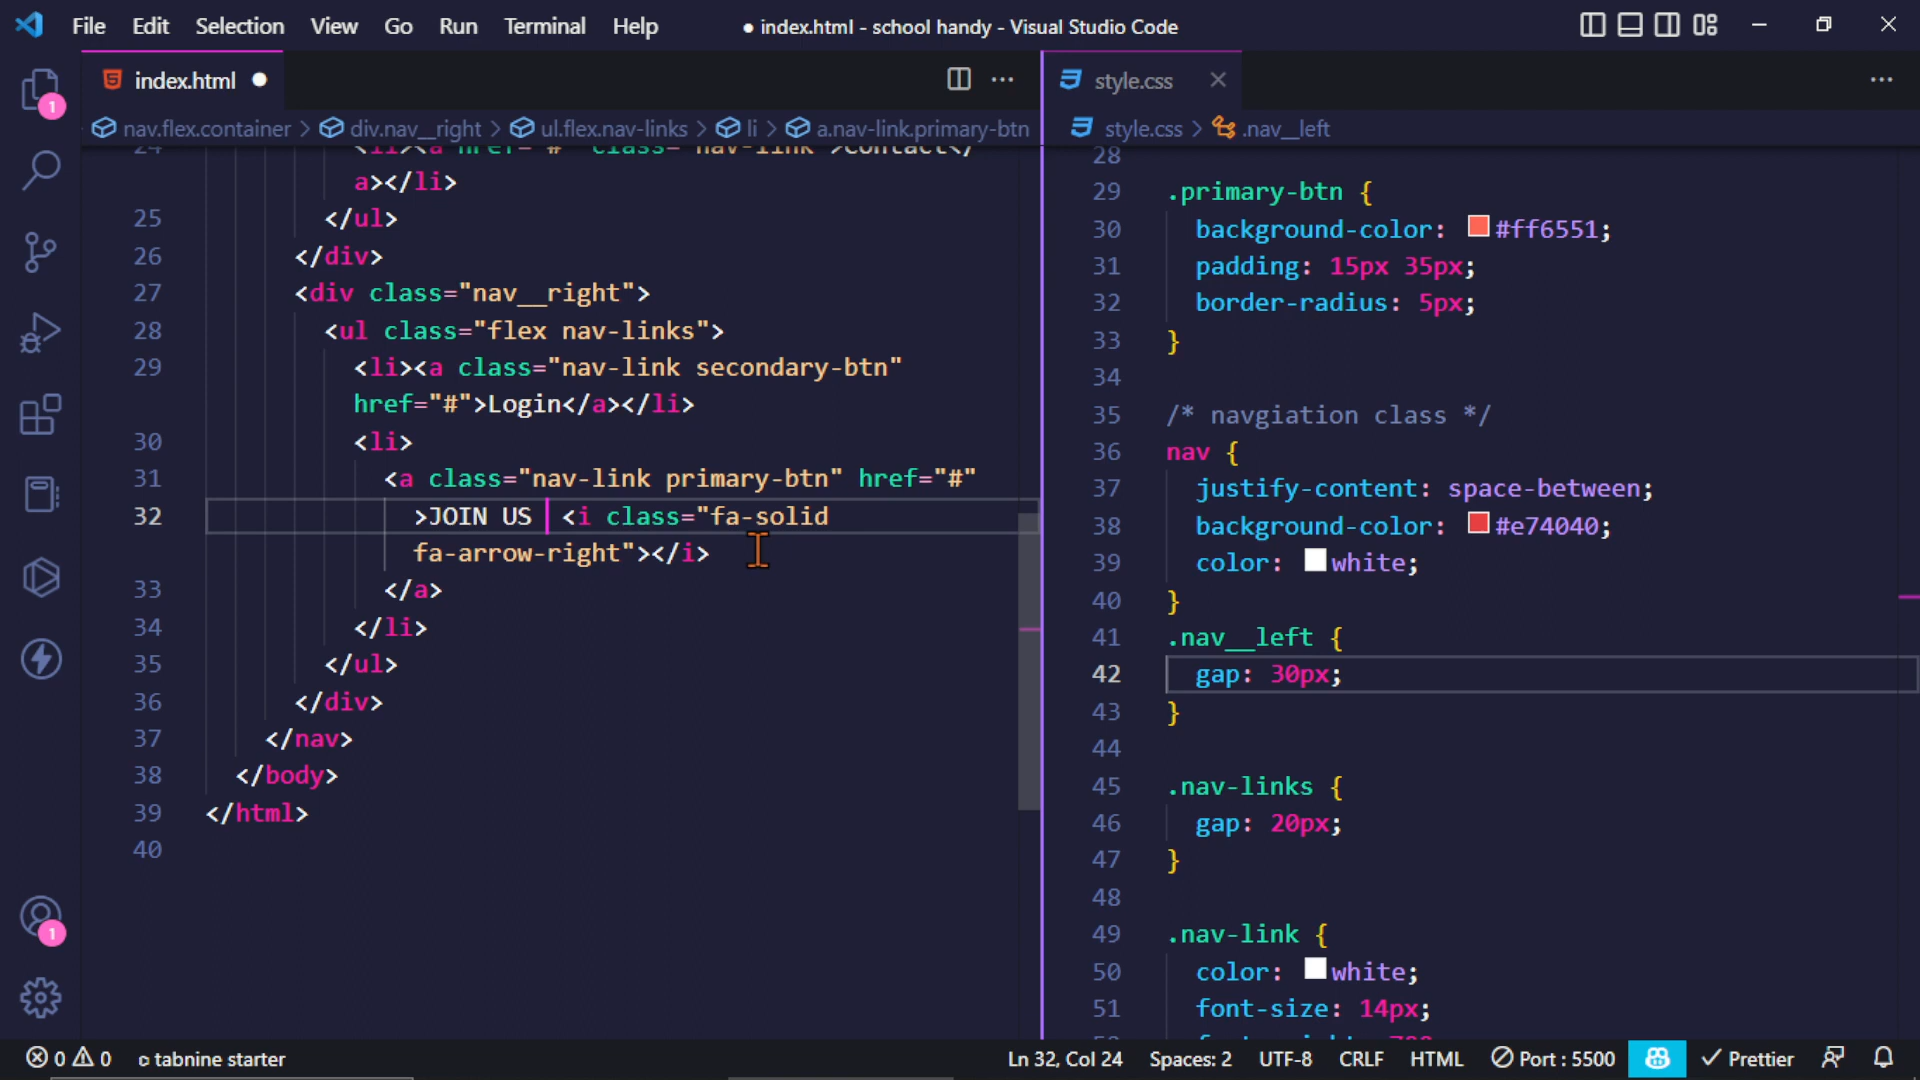 File Edit Selection View Go Run Terminal Help
● index.html - school handy - Visual Studio Code
index.html
nav.flex.container > div.nav__right > ul.flex.nav-links > li > a.nav-link.primary-btn
24 <li><a href="#" class="nav-link">Contact</
a></li>
25 </ul>
26 </div>
27 <div class="nav__right">
28 <ul class="flex nav-links">
29 <li><a class="nav-link secondary-btn"
href="#">Login</a></li>
30 <li>
31 <a class="nav-link primary-btn" href="#"
32 >JOIN US <i class="fa-solid
fa-arrow-right"></i>
33 </a>
34 </li>
35 </ul>
36 </div>
37 </nav>
38 </body>
39 </html>
40
style.css
style.css > .nav__left
28
29 .primary-btn {
30 background-color: #ff6551;
31 padding: 15px 35px;
32 border-radius: 5px;
33 }
34
35 /* navgiation class */
36 nav {
37 justify-content: space-between;
38 background-color: #e74040;
39 color: white;
40 }
41 .nav__left {
42 gap: 30px;
43 }
44
45 .nav-links {
46 gap: 20px;
47 }
48
49 .nav-link {
50 color: white;
51 font-size: 14px;
1
1
0 0 tabnine starter
Ln 32, Col 24 Spaces: 2 UTF-8 CRLF HTML Port : 5500 Prettier